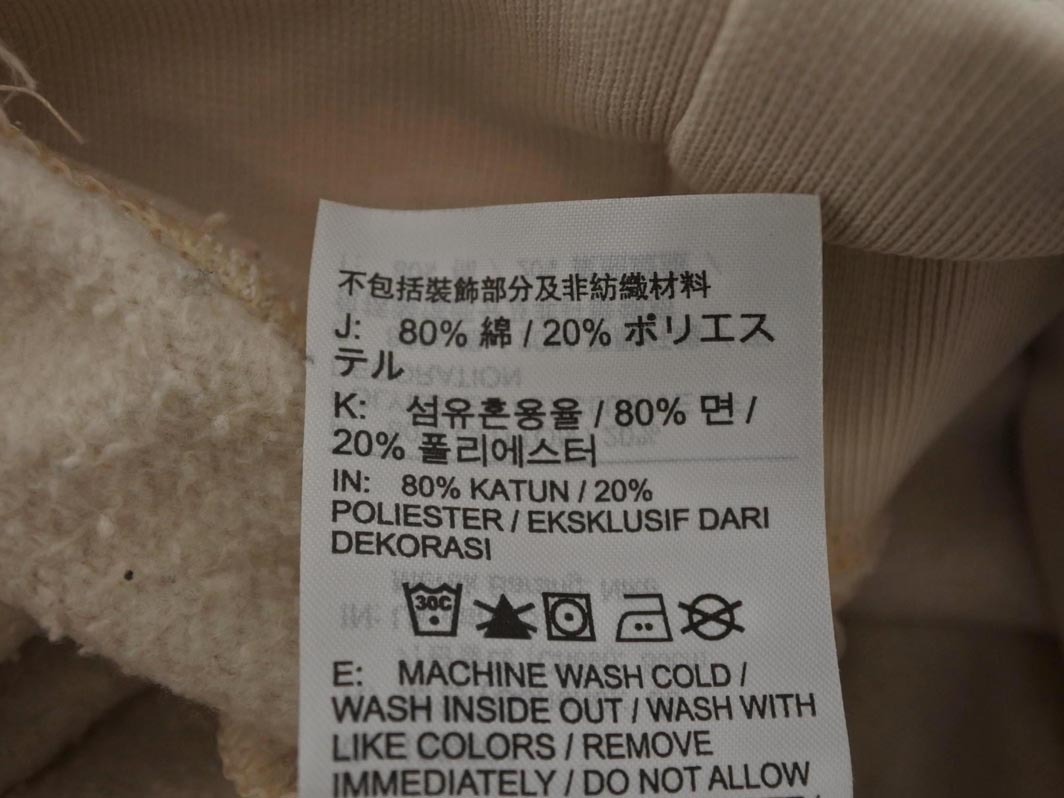 不包括裝飾部分及非紡織材料
J: 80% 綿 / 20% ポリエス
テル
K: 섬유혼용율 / 80% 면 /
20% 폴리에스터
IN: 80% KATUN / 20%
POLIESTER / EKSKLUSIF DARI
DEKORASI
30C
E: MACHINE WASH COLD /
WASH INSIDE OUT / WASH WITH
LIKE COLORS / REMOVE
IMMEDIATELY / DO NOT ALLOW